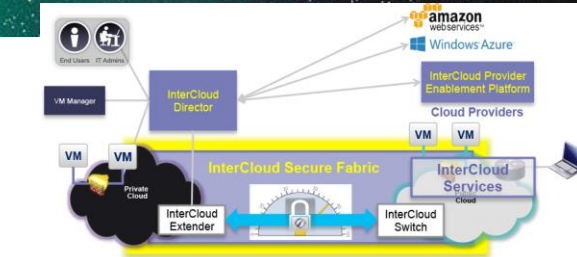 amazon
webservices™
Windows Azure
End Users
IT Admins
InterCloud
Director
VM Manager
InterCloud Provider
Enablement Platform
Cloud Providers
VM
VM
VM
VM
InterCloud Secure Fabric
InterCloud
Services
Private
Cloud
Cloud
InterCloud
Extender
InterCloud
Switch